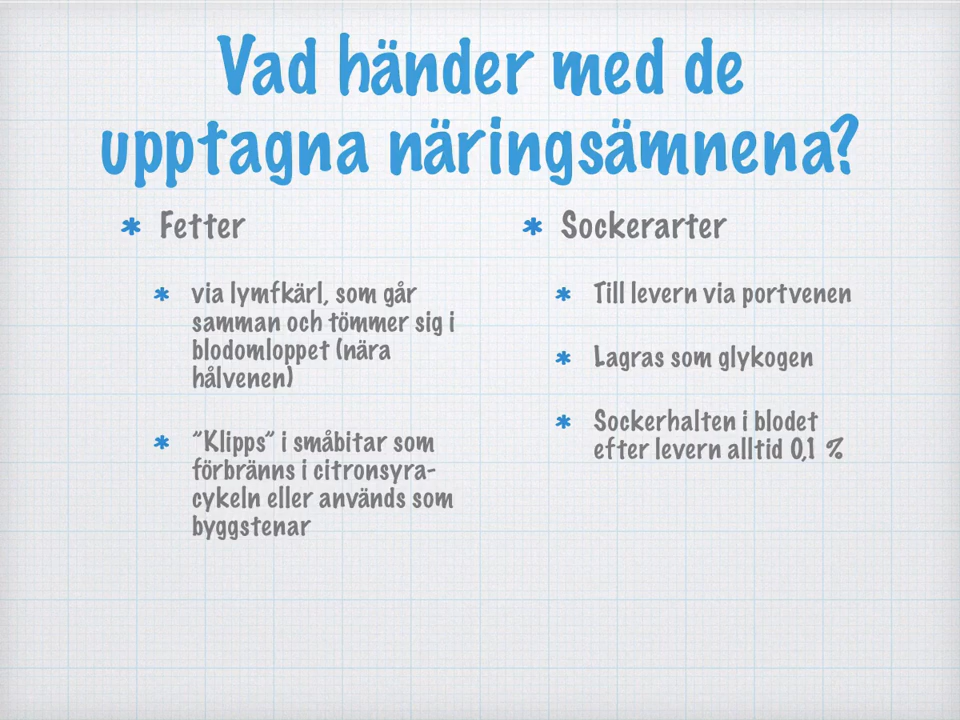 Vad händer med de
upptagna näringsämnena?
Fetter
via lymfkärl, som går
samman och tömmer sig i
blodomloppet (nära
hålvenen)
”Klipps” i småbitar som
förbränns i citronsyra-
cykeln eller används som
byggstenar
Sockerarter
Till levern via portvenen
Lagras som glykogen
Sockerhalten i blodet
efter levern alltid 0,1 %